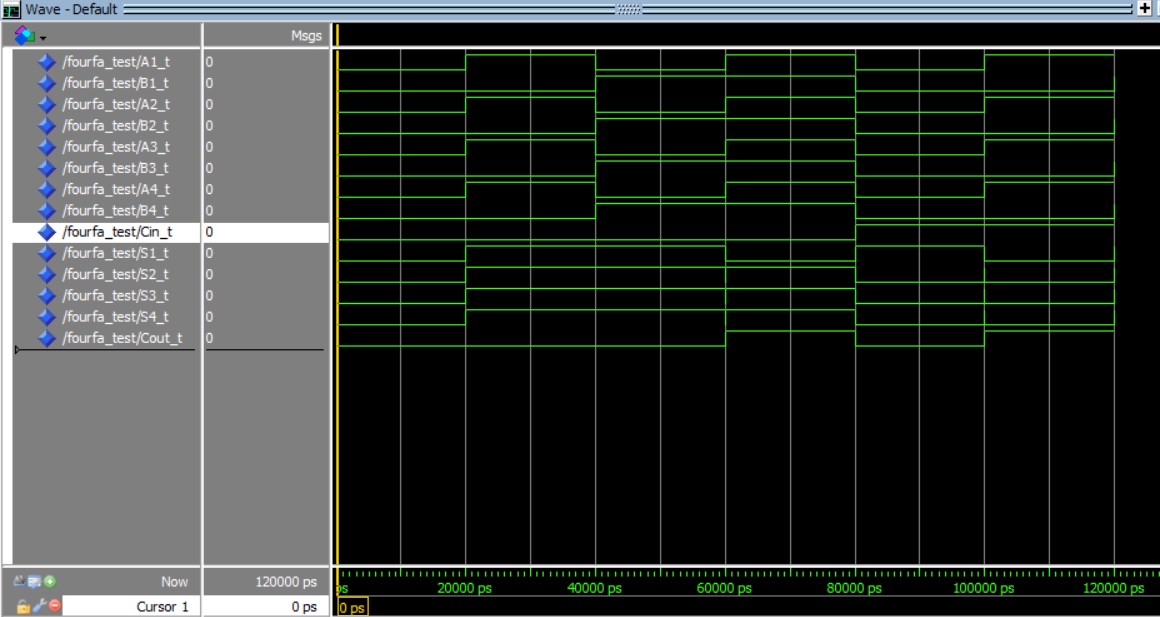 Wave - Default
Msgs
/fourfa_test/A1_t 0
/fourfa_test/B1_t 0
/fourfa_test/A2_t 0
/fourfa_test/B2_t 0
/fourfa_test/A3_t 0
/fourfa_test/B3_t 0
/fourfa_test/A4_t 0
/fourfa_test/B4_t 0
/fourfa_test/Cin_t 0
/fourfa_test/S1_t 0
/fourfa_test/S2_t 0
/fourfa_test/S3_t 0
/fourfa_test/S4_t 0
/fourfa_test/Cout_t 0
Now 120000 ps ps 20000 ps 40000 ps 60000 ps 80000 ps 100000 ps 120000 ps
Cursor 1 0 ps 0 ps